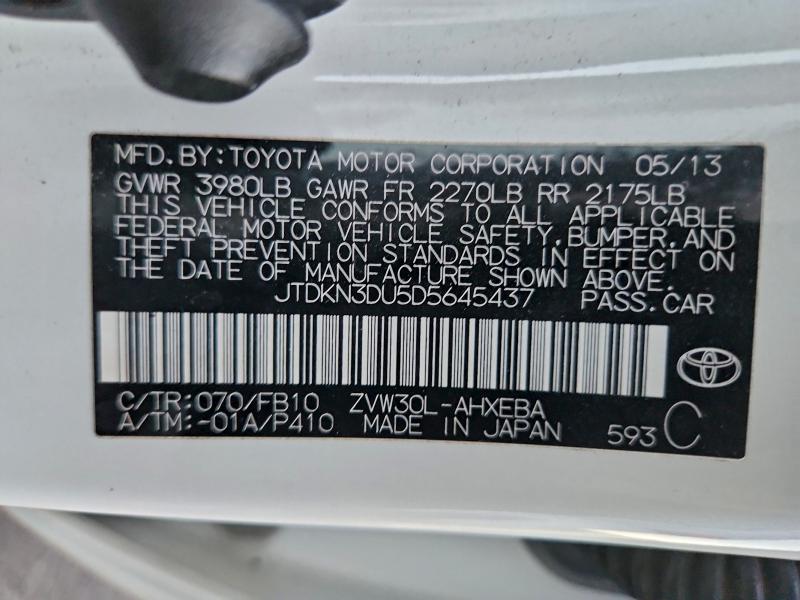 MFD.BY:TOYOTA MOTOR CORPORATION 05/13
GVWR 3980LB GAWR FR 2270LB RR 2175LB
THIS VEHICLE CONFORMS TO ALL APPLICABLE
FEDERAL MOTOR VEHICLE SAFETY,BUMPER,AND
THEFT PREVENTION STANDARDS IN EFFECT ON
THE DATE OF MANUFACTURE SHOWN ABOVE.
JTDKN3DU5D5645437 PASS.CAR
C/TR:070/FB10 ZVW30L-AHXEBA
A/TM:-01A/P410 MADE IN JAPAN 593 C